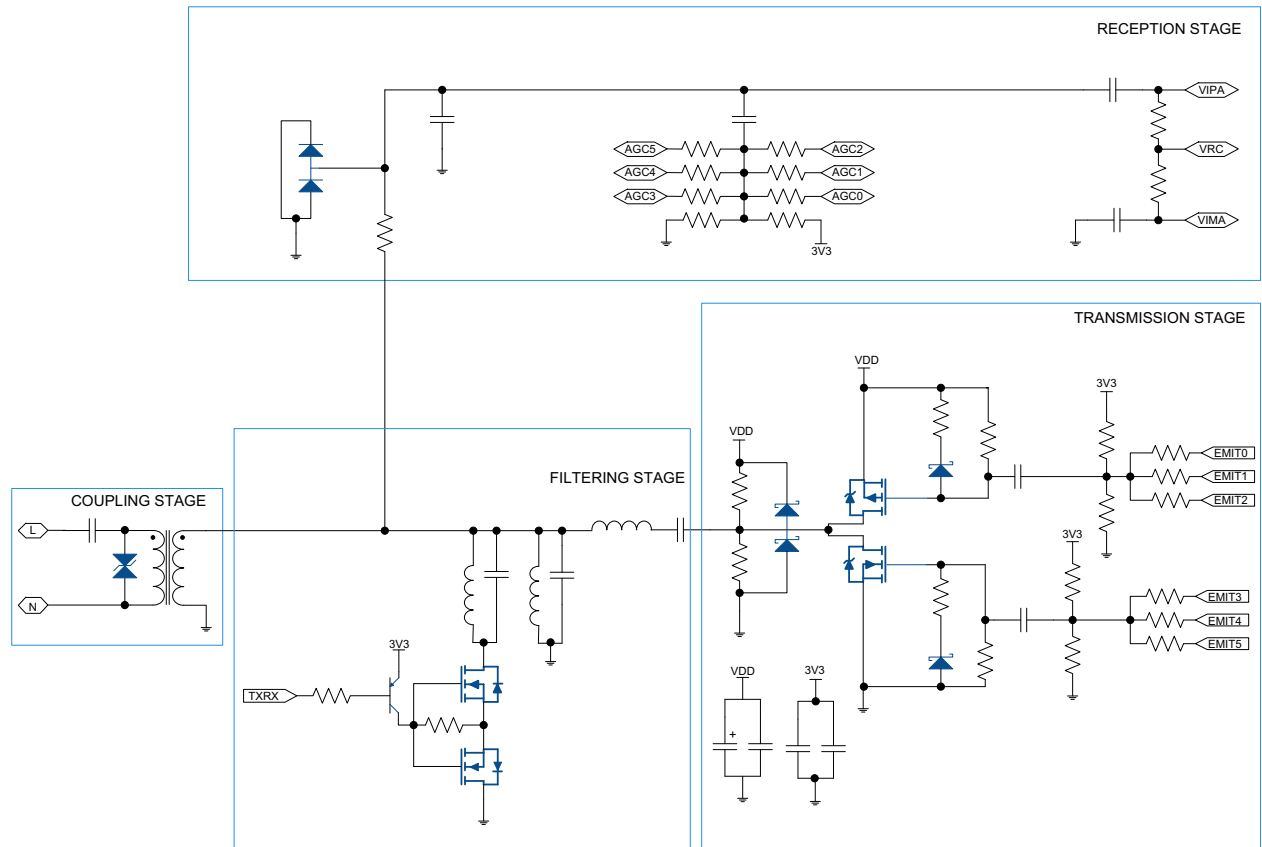 RECEPTION STAGE
VIPA
AGC5
AGC2
VRC
AGC4
AGC1
AGC3
AGC0
VIMA
3V3
TRANSMISSION STAGE
VDD
3V3
VDD
EMIT0
EMIT1
EMIT2
FILTERING STAGE
COUPLING STAGE
L
N
3V3
EMIT3
EMIT4
EMIT5
3V3
TXRX
VDD
3V3
+